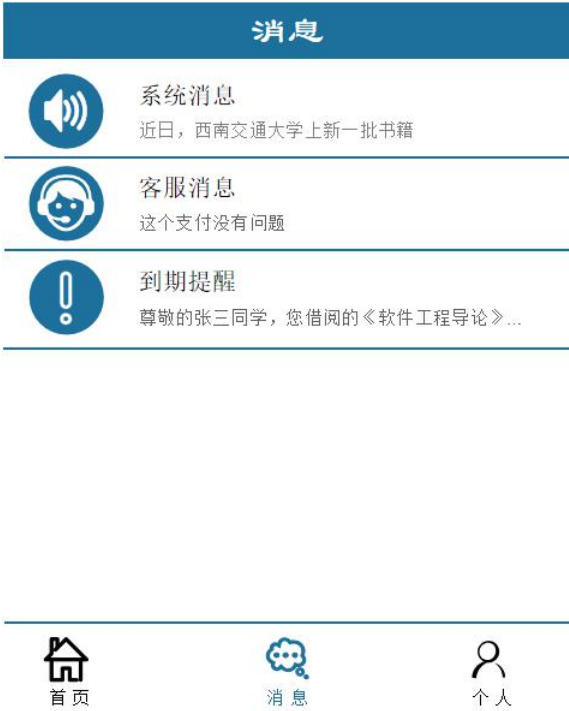 消息
系统消息
近日，西南交通大学上新一批书籍
客服消息
这个支付没有问题
到期提醒
尊敬的张三同学，您借阅的《软件工程导论》...
首页
消息
个人